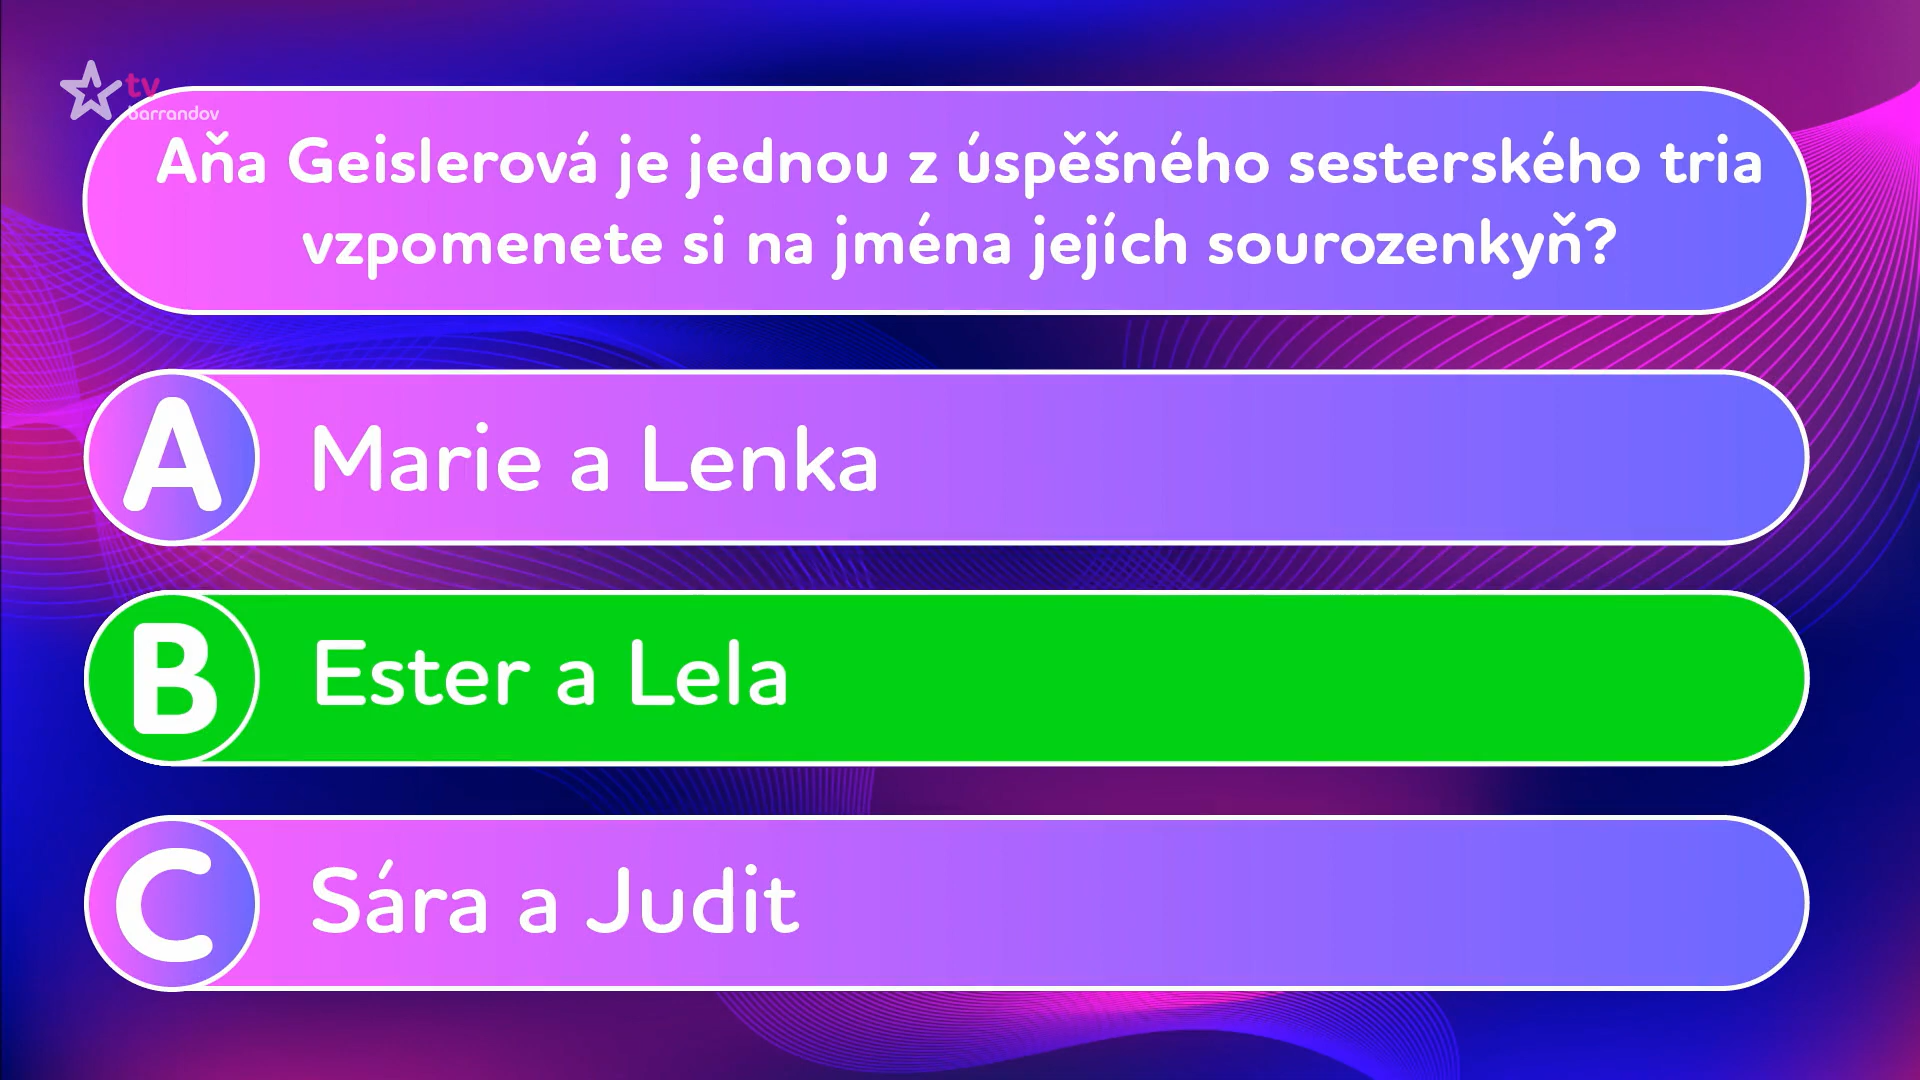 tv
barrandov
Aňa Geislerová je jednou z úspěšného sesterského tria
vzpomenete si na jména jejích sourozenkyň?
A Marie a Lenka
B Ester a Lela
C Sára a Judit